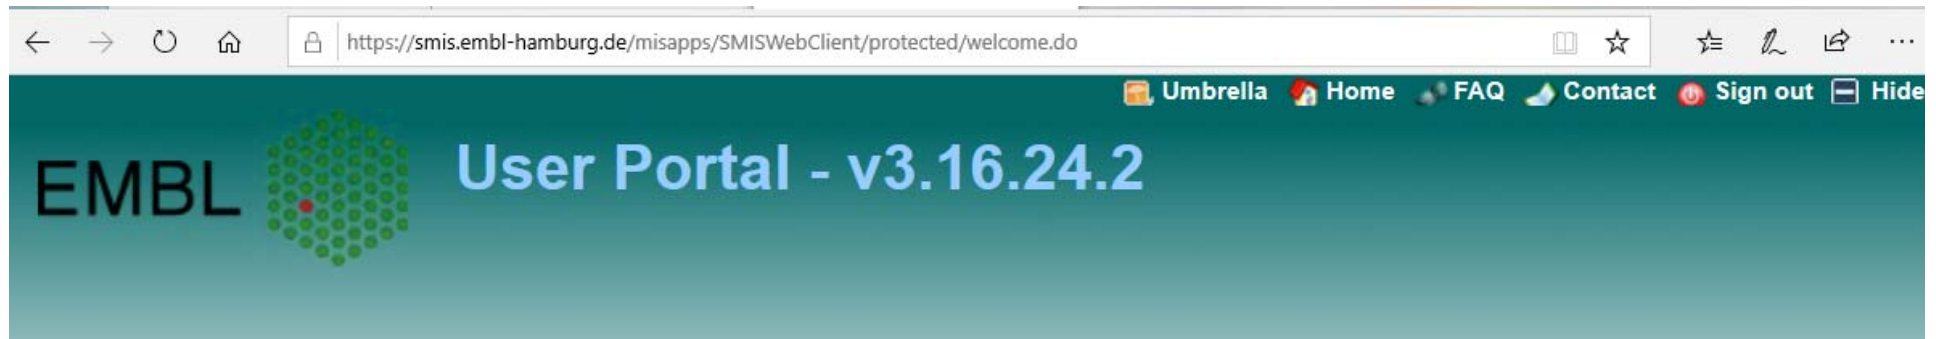 https://smis.embl-hamburg.de/misapps/SMISWebClient/protected/welcome.do
Umbrella Home FAQ Contact Sign out Hide
EMBL User Portal - v3.16.24.2